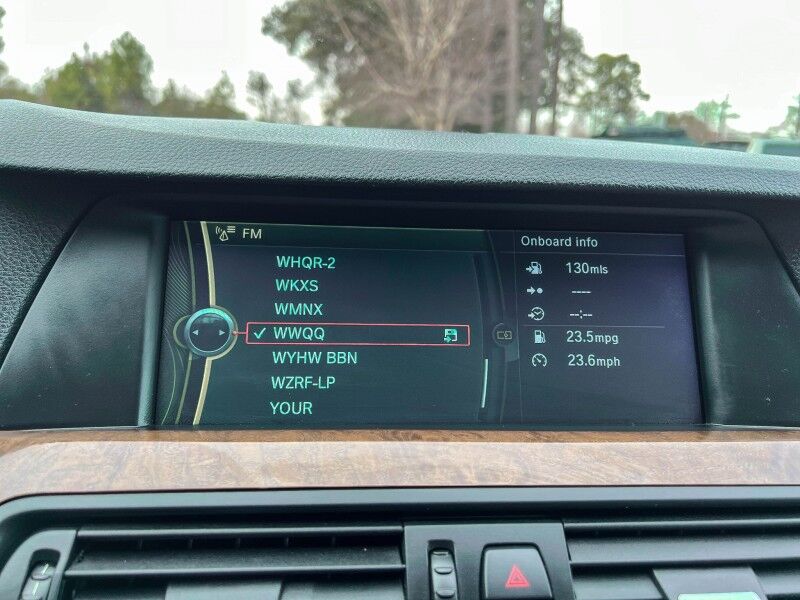 FM
WHQR-2
WKXS
WMNX
WWQQ
WYHW BBN
WZRF-LP
YOUR
Onboard info
130mls
----
--:--
23.5mpg
23.6mph